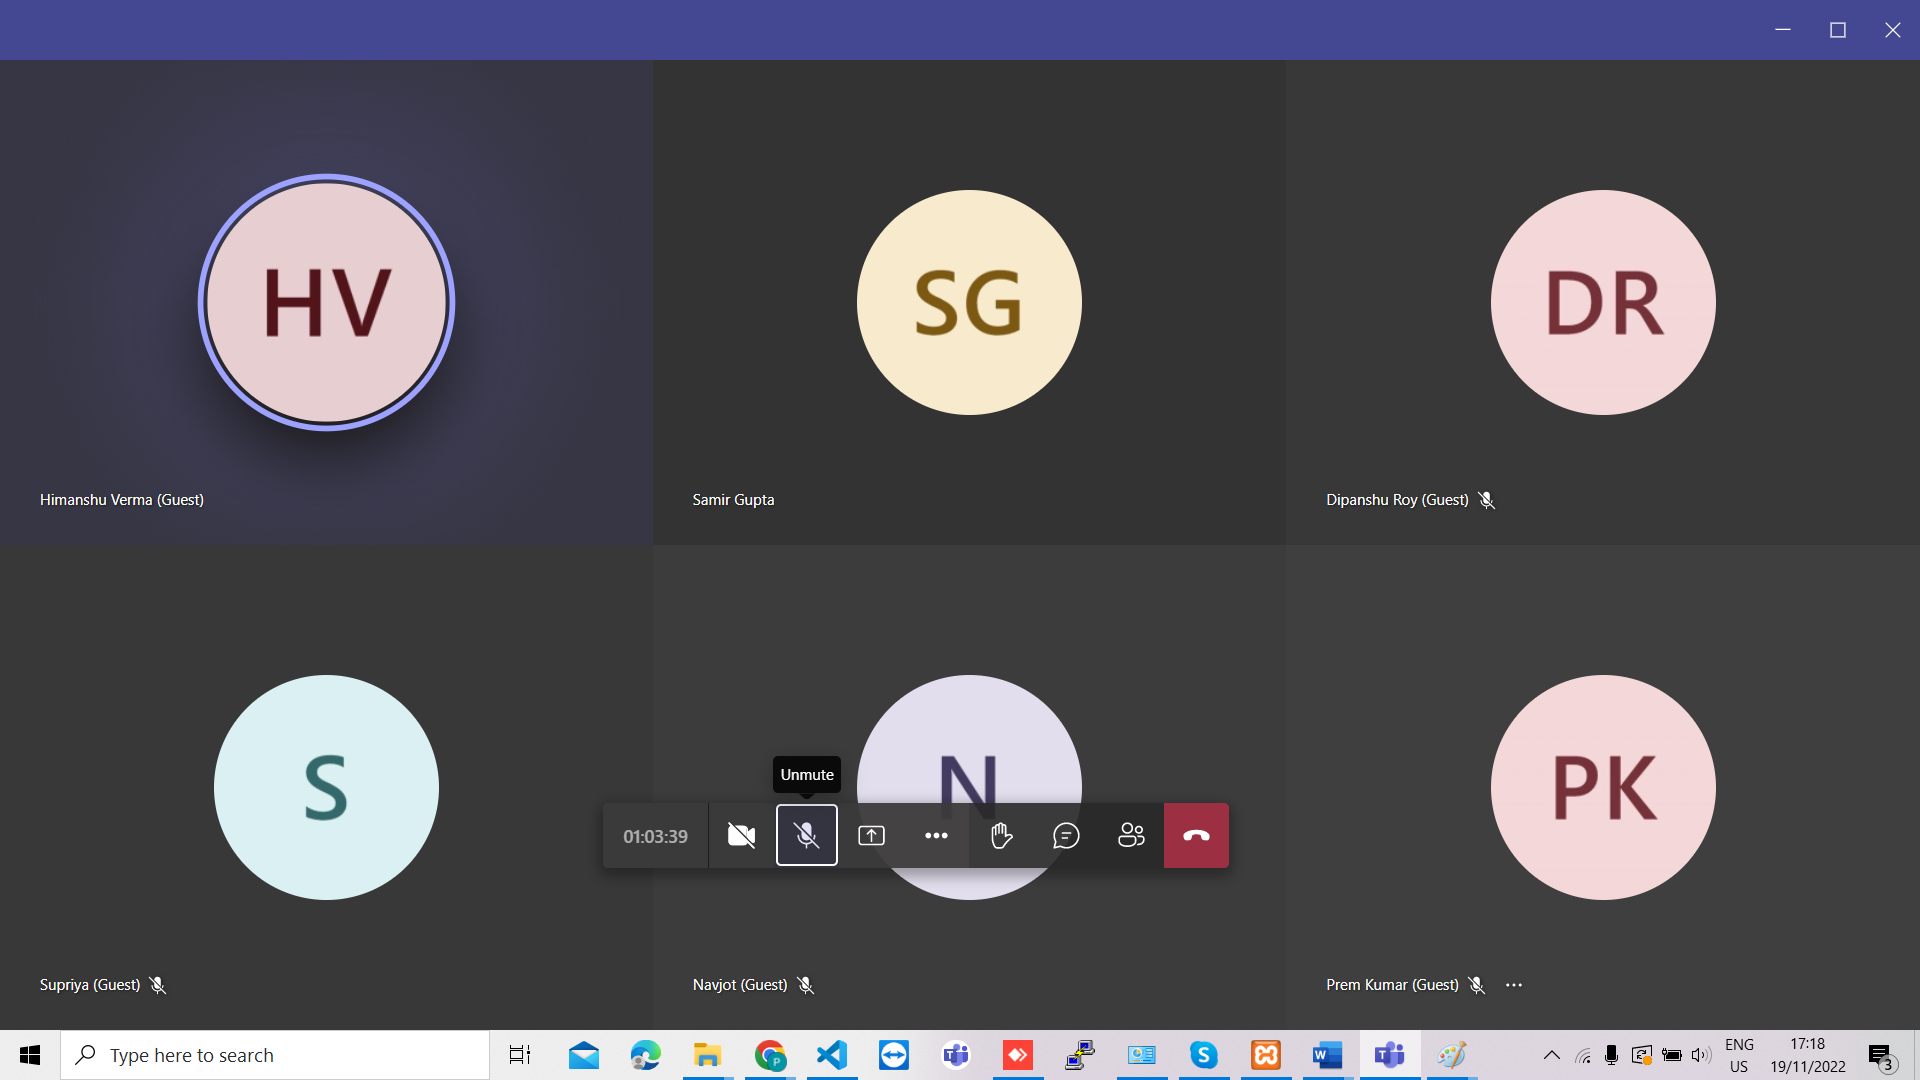 HV
SG
DR
Himanshu Verma (Guest)
Samir Gupta
Dipanshu Roy (Guest)
S
N
PK
Unmute
01:03:39
Supriya (Guest)
Navjot (Guest)
Prem Kumar (Guest)
Type here to search
P
S
W
T
T
ENG
US
17:18
19/11/2022
3